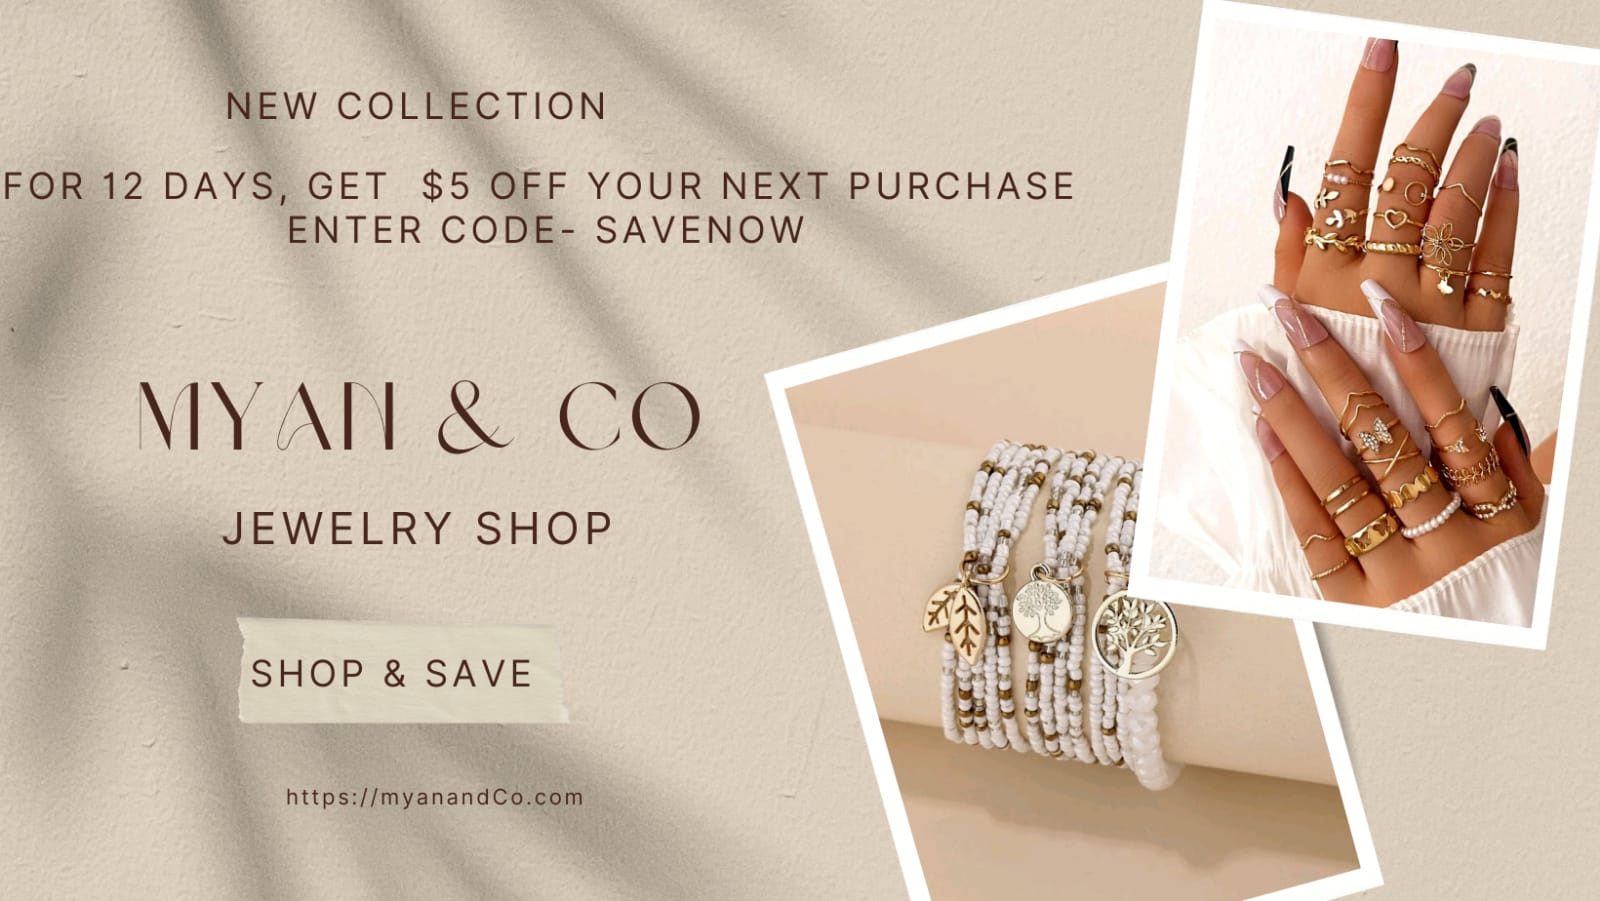 NEW COLLECTION
FOR 12 DAYS, GET $5 OFF YOUR NEXT PURCHASE
ENTER CODE- SAVENOW
MYAN & CO
JEWELRY SHOP
SHOP & SAVE
https://myanandCo.com